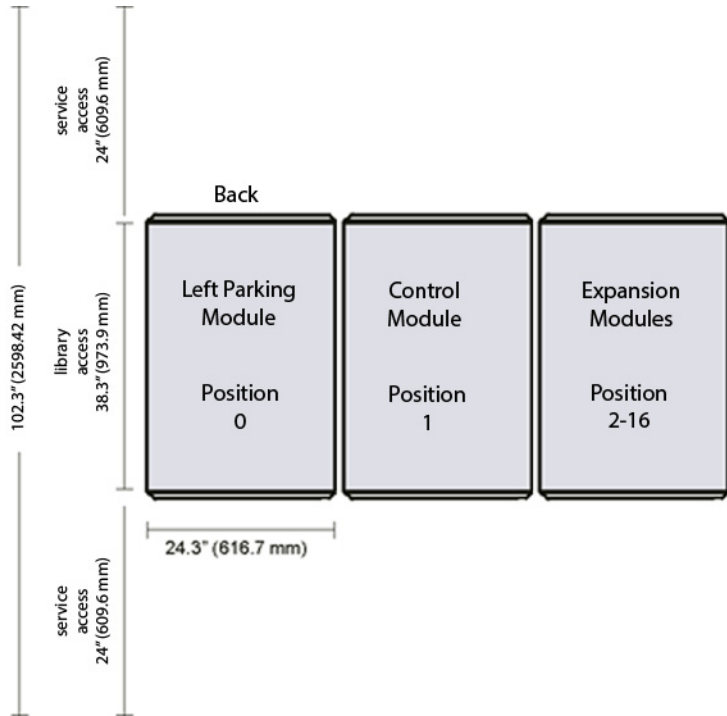 service
access
24" (609.6 mm)
Back
102.3" (2598.42 mm)
library
access
38.3" (973.9 mm)
Left Parking
Module
Position
0
Control
Module
Position
1
Expansion
Modules
Position
2-16
24.3" (616.7 mm)
service
access
24" (609.6 mm)